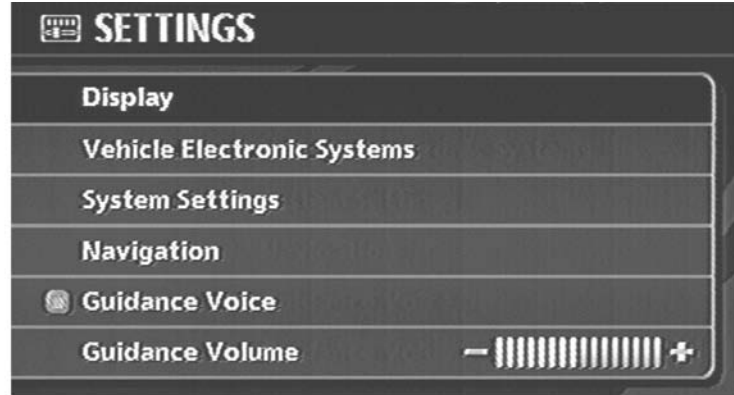 SETTINGS
Display
Vehicle Electronic Systems
System Settings
Navigation
Guidance Voice
Guidance Volume - +